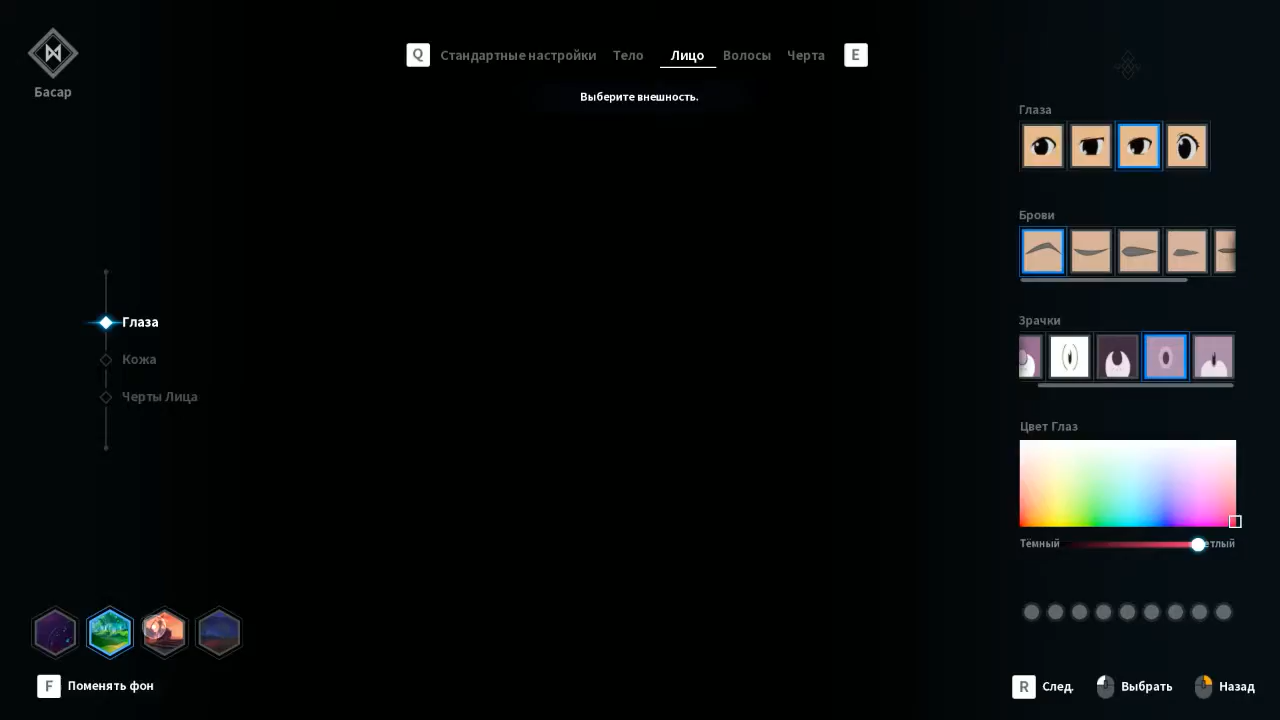 Басар
Q Стандартные настройки Тело Лицо Волосы Черта E
Выберите внешность.
Глаза
Брови
Зрачки
Цвет Глаз
Тёмный
Глаза
Кожа
Черты Лица
F Поменять фон
R След. Выбрать Назад